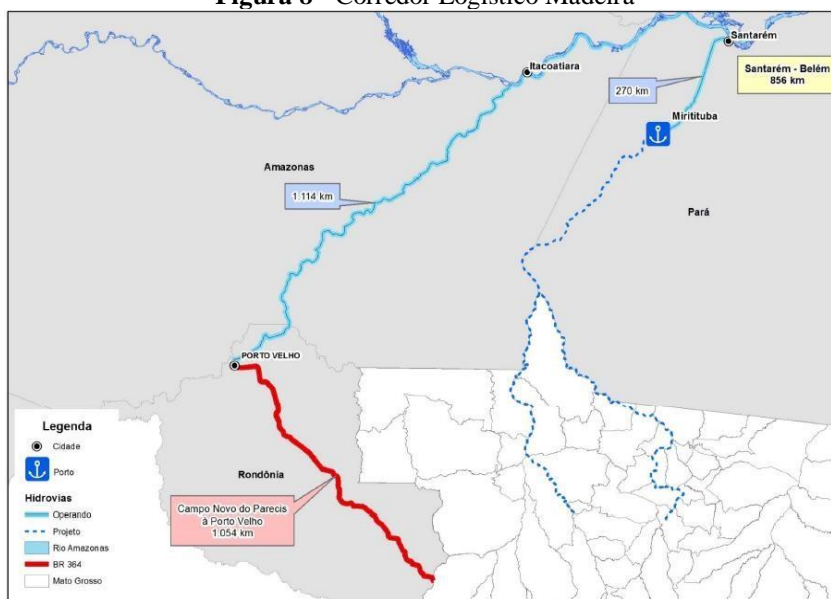 Figura 8 - Corredor Logístico Madeira
Santarém
Itacoatiara
Santarém - Belém
856 km
270 km
Miritituba
Amazonas
1.114 km
Pará
PORTO VELHO
Legenda
Cidade
Porto
Hidrovias
Operando
Projeto
Rio Amazonas
BR 364
Mato Grosso
Rondônia
Campo Novo do Parecis
à Porto Velho
1.054 km